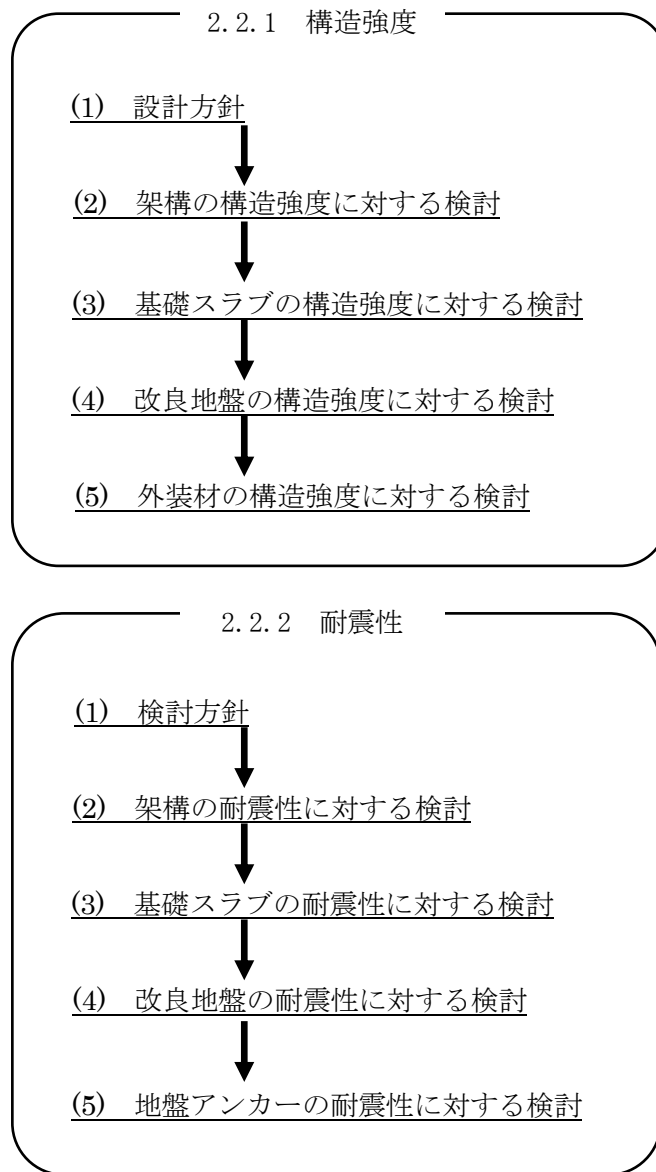 2.2.1 構造強度
(1) 設計方針
(2) 架構の構造強度に対する検討
(3) 基礎スラブの構造強度に対する検討
(4) 改良地盤の構造強度に対する検討
(5) 外装材の構造強度に対する検討
2.2.2 耐震性
(1) 検討方針
(2) 架構の耐震性に対する検討
(3) 基礎スラブの耐震性に対する検討
(4) 改良地盤の耐震性に対する検討
(5) 地盤アンカーの耐震性に対する検討